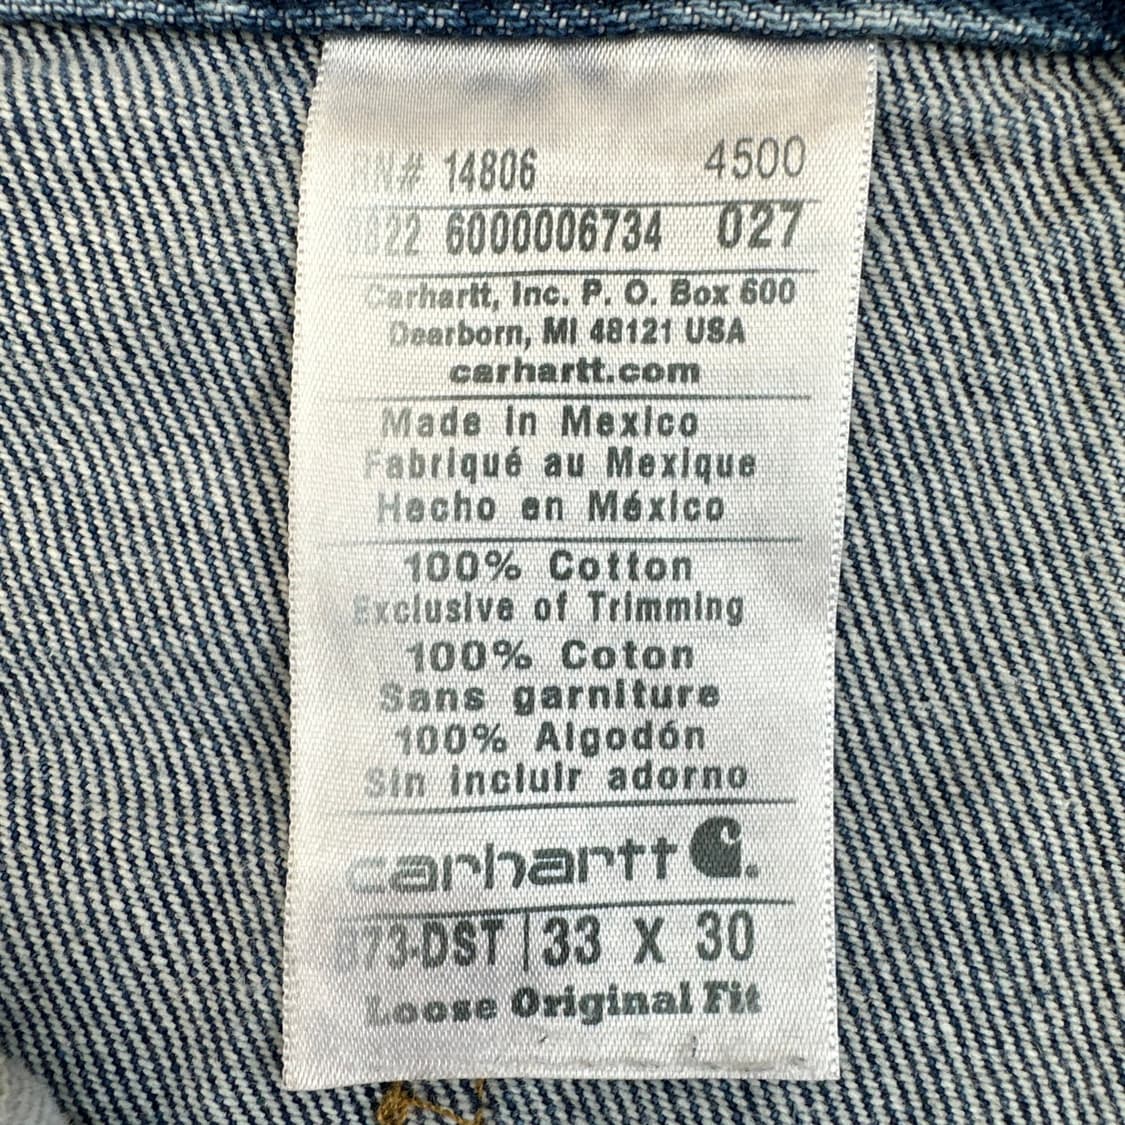 RN# 14806 4500
0822 6000006734 027
Carhartt, Inc. P. O. Box 600
Dearborn, MI 48121 USA
carhartt.com
Made in Mexico
Fabriqué au Mexique
Hecho en México
100% Cotton
Exclusive of Trimming
100% Coton
Sans garniture
100% Algodón
Sin incluir adorno
carhartt
73-DST 33 X 30
Loose Original Fit